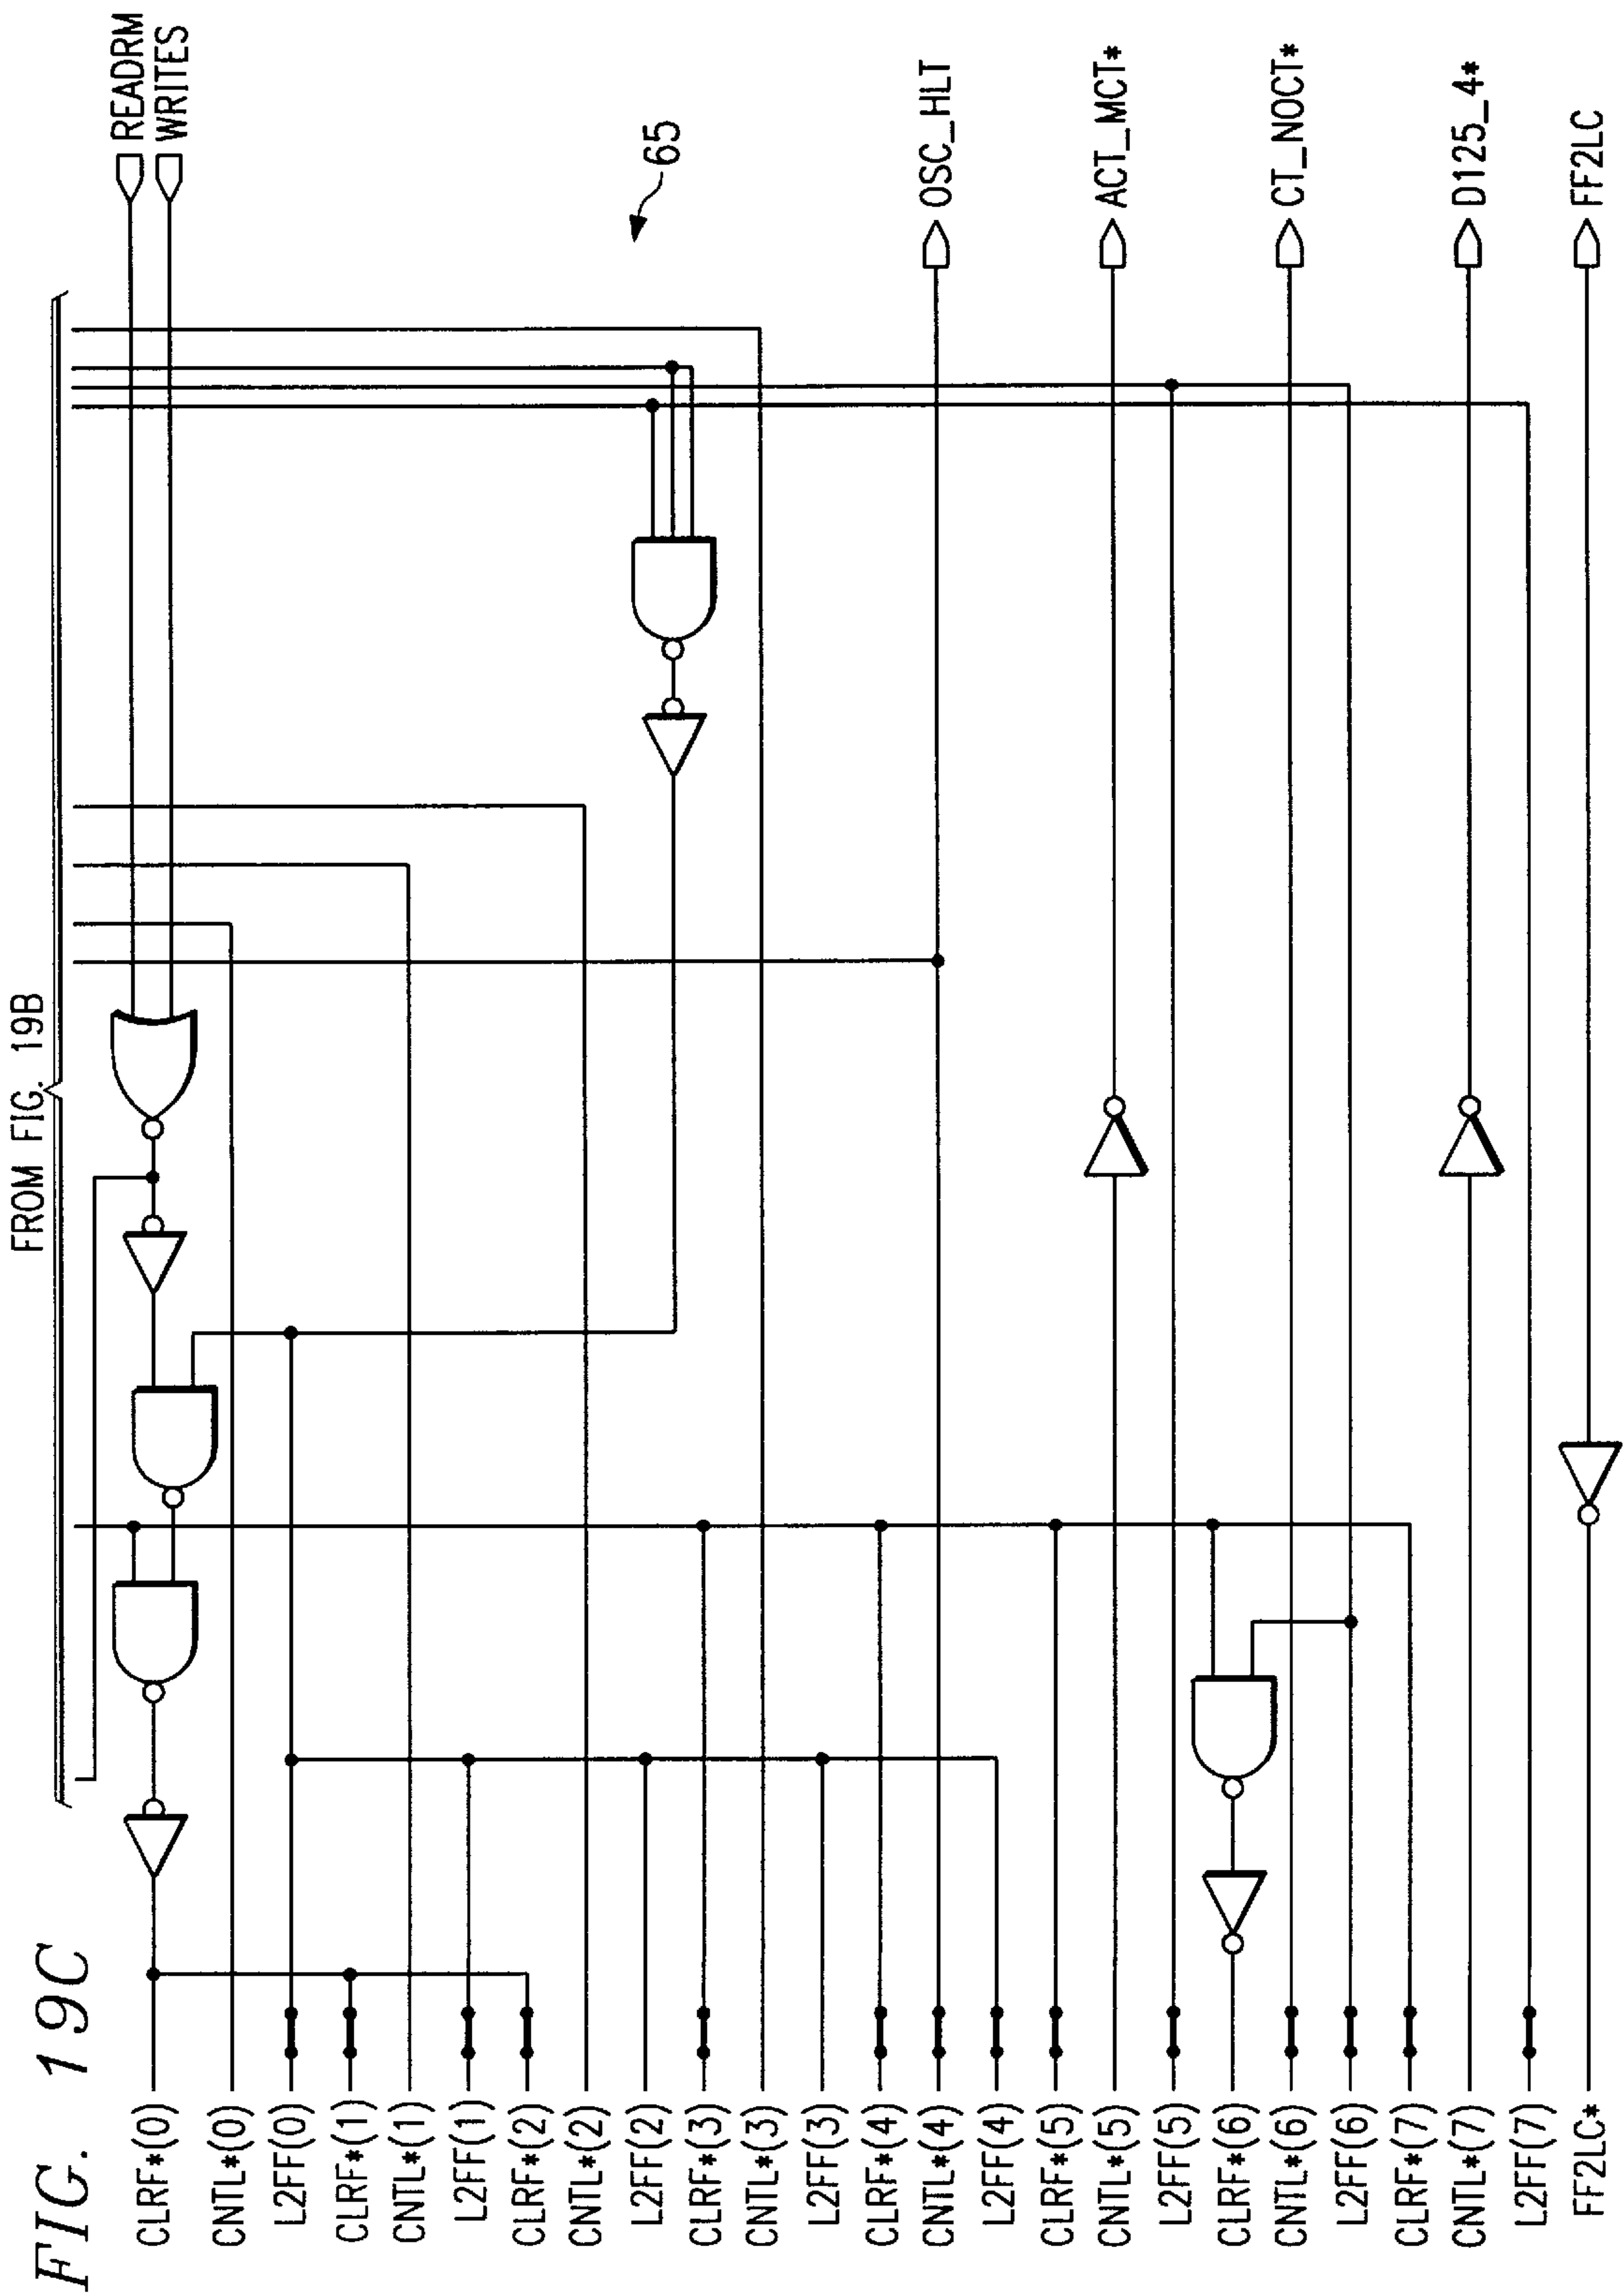 FIG. 19C
FROM FIG. 19B
READRM
WRITES
65
OSC_HLT
ACT_MCT*
CT_NOCT*
D125_4*
FF2LC
CLRF*(0)
CNTL*(0)
L2FF(0)
CLRF*(1)
CNTL*(1)
L2FF(1)
CLRF*(2)
CNTL*(2)
L2FF(2)
CLRF*(3)
CNTL*(3)
L2FF(3)
CLRF*(4)
CNTL*(4)
L2FF(4)
CLRF*(5)
CNTL*(5)
L2FF(5)
CLRF*(6)
CNTL*(6)
L2FF(6)
CLRF*(7)
CNTL*(7)
L2FF(7)
FF2LC*